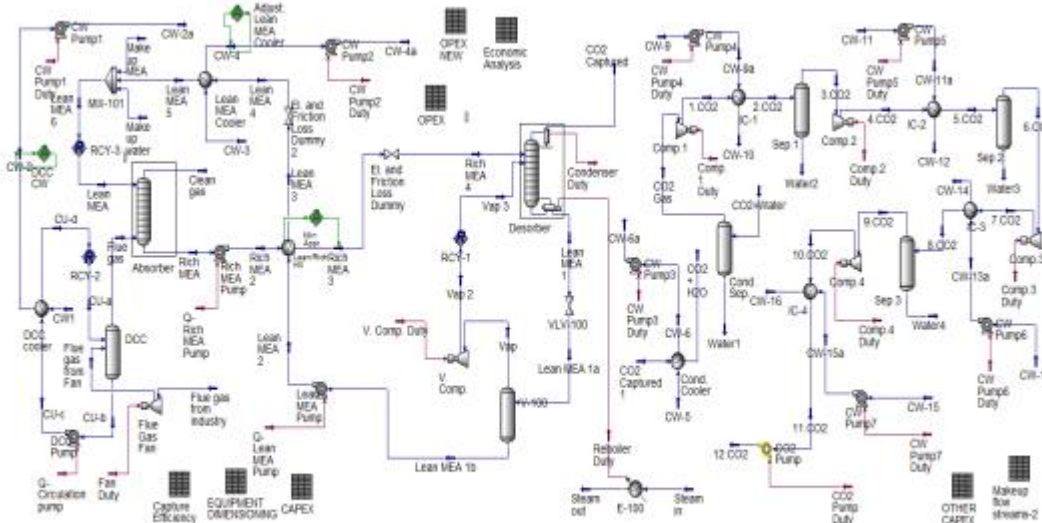 CW
Pump1
CW-2a
CW
Pump1
Duty
Make
up
MEA
Lean
MEA
6
MIX-101
Make
up
water
Lean
MEA
5
RCY-3
DCC
CW
Lean
MEA
Adjust
Lean MEA
Cooler
CW-4
CW
Pump2
CW-4a
CW
Pump2
Duty
Lean
MEA
Cooler
Lean
MEA
4
CW-3
El. and
Friction
Loss
Dummy
2
Lean
MEA
3
OPEX
NEW
Economic
Analysis
OPEX
Clean
gas
Flue
gas
Absorber
Rich
MEA
Rich
MEA
Pump
Rich
MEA
2
Q-
Rich
MEA
Pump
Rich
MEA
3
El. and
Friction
Loss
Dummy
Rich
MEA
4
Vap 3
RCY-1
Vap 2
V. Comp. Duty
V.
Comp.
Vap
V-100
CO2
Captured
Condenser
Duty
Desorber
Lean
MEA
1
VLV-100
Lean MEA 1a
Reboiler
Duty
Steam
out
E-100
Steam
in
Lean
MEA
2
Lean
MEA
Pump
Q-
Lean
MEA
Pump
Lean MEA 1b
CU-d
RCY-2
CU-a
DCC
cooler
CW1
DCC
Flue
gas
from
Fan
CU-c
CU-b
DCC
Pump
Q-
Circulation
pump
Fan
Duty
Flue
Gas
Fan
Flue gas
from
industry
Capture
Efficiency
EQUIPMENT
DIMENSIONING
CAPEX
CW-9
CW
Pump4
CW
Pump4
Duty
CW-9a
1.CO2
2.CO2
IC-1
CW-10
Comp.1
Comp.
1
Duty
CO2
Gas
Sep 1
Water2
3.CO2
Comp.2
Comp.2
Duty
CW-11
CW
Pump5
CW
Pump5
Duty
CW-11a
4.CO2
5.CO2
IC-2
CW-12
Sep 2
Water3
CW-14
7.CO2
IC-3
Comp.3
Duty
8.CO2
9.CO2
CW-13a
Sep 3
Water4
CW
Pump6
CW
Pump6
Duty
10.CO2
Comp.4
Comp.4
Duty
CW-16
IC-4
CW-15a
CW
Pump7
CW-15
CW
Pump7
Duty
11.CO2
12.CO2
CO2
Pump
CO2
Pump
Duty
CO2+Water
Cond
Sep.
Water1
CW-6a
CW
Pump3
CW
Pump3
Duty
CW-6
CO2
+
H2O
CO2
Captured
1
Cond.
Cooler
CW-5
OTHER
CAPEX
Makeup
flow
streams-2